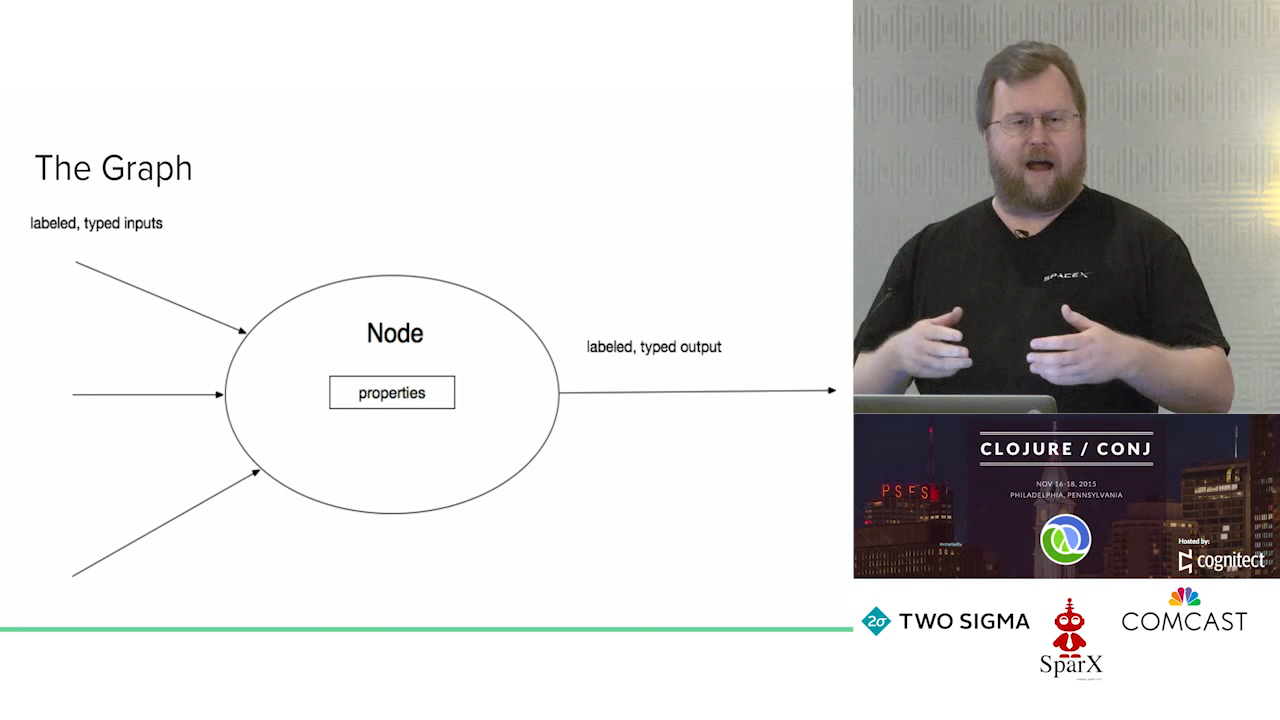 The Graph
labeled, typed inputs
Node
properties
labeled, typed output
SPACEX
CLOJURE / CONJ
NOV 16-18, 2015
PHILADELPHIA, PENNSYLVANIA
PSFS
Hosted by:
cognitect
2σ TWO SIGMA
SparX
COMCAST